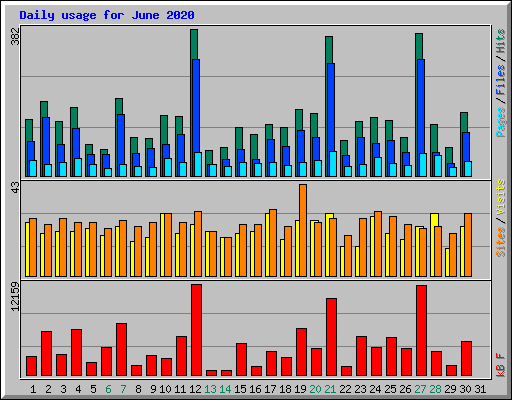 Daily usage for June 2020
382
Pages / Files / Hits
43
Sites / Visits
12159
kB F
1 2 3 4 5 6 7 8 9 10 11 12 13 14 15 16 17 18 19 20 21 22 23 24 25 26 27 28 29 30 31